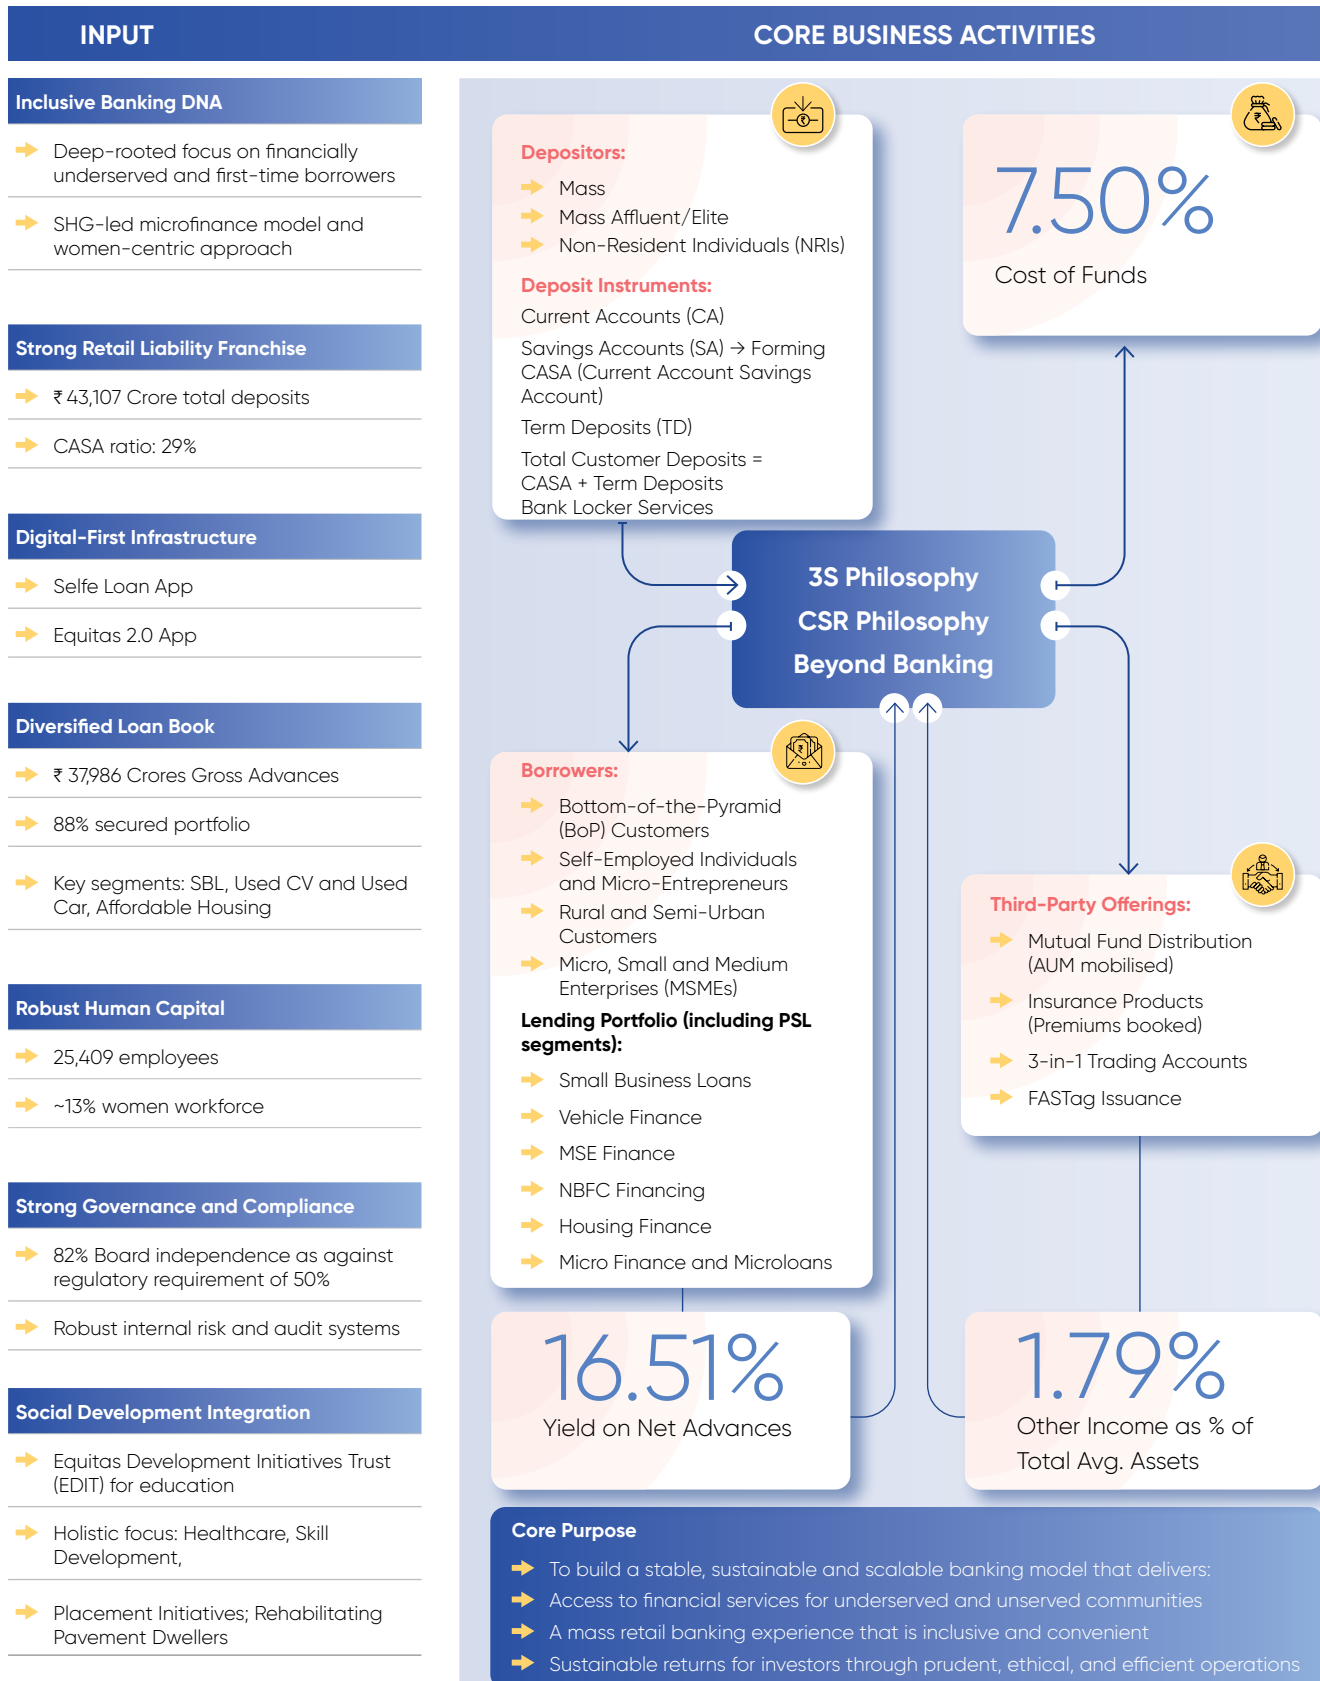 INPUT
CORE BUSINESS ACTIVITIES
Inclusive Banking DNA
Deep-rooted focus on financially
underserved and first-time borrowers
SHG-led microfinance model and
women-centric approach
Strong Retail Liability Franchise
₹ 43,107 Crore total deposits
CASA ratio: 29%
Digital-First Infrastructure
Selfe Loan App
Equitas 2.0 App
Diversified Loan Book
₹ 37,986 Crores Gross Advances
88% secured portfolio
Key segments: SBL, Used CV and Used
Car, Affordable Housing
Robust Human Capital
25,409 employees
~13% women workforce
Strong Governance and Compliance
82% Board independence as against
regulatory requirement of 50%
Robust internal risk and audit systems
Social Development Integration
Equitas Development Initiatives Trust
(EDIT) for education
Holistic focus: Healthcare, Skill
Development,
Placement Initiatives; Rehabilitating
Pavement Dwellers
Depositors:
Mass
Mass Affluent/Elite
Non-Resident Individuals (NRIs)
Deposit Instruments:
Current Accounts (CA)
Savings Accounts (SA) → Forming
CASA (Current Account Savings
Account)
Term Deposits (TD)
Total Customer Deposits =
CASA + Term Deposits
Bank Locker Services
7.50%
Cost of Funds
3S Philosophy
CSR Philosophy
Beyond Banking
Borrowers:
Bottom-of-the-Pyramid
(BoP) Customers
Self-Employed Individuals
and Micro-Entrepreneurs
Rural and Semi-Urban
Customers
Micro, Small and Medium
Enterprises (MSMEs)
Lending Portfolio (including PSL
segments):
Small Business Loans
Vehicle Finance
MSE Finance
NBFC Financing
Housing Finance
Micro Finance and Microloans
Third-Party Offerings:
Mutual Fund Distribution
(AUM mobilised)
Insurance Products
(Premiums booked)
3-in-1 Trading Accounts
FASTag Issuance
16.51%
Yield on Net Advances
1.79%
Other Income as % of
Total Avg. Assets
Core Purpose
To build a stable, sustainable and scalable banking model that delivers:
Access to financial services for underserved and unserved communities
A mass retail banking experience that is inclusive and convenient
Sustainable returns for investors through prudent, ethical, and efficient operations